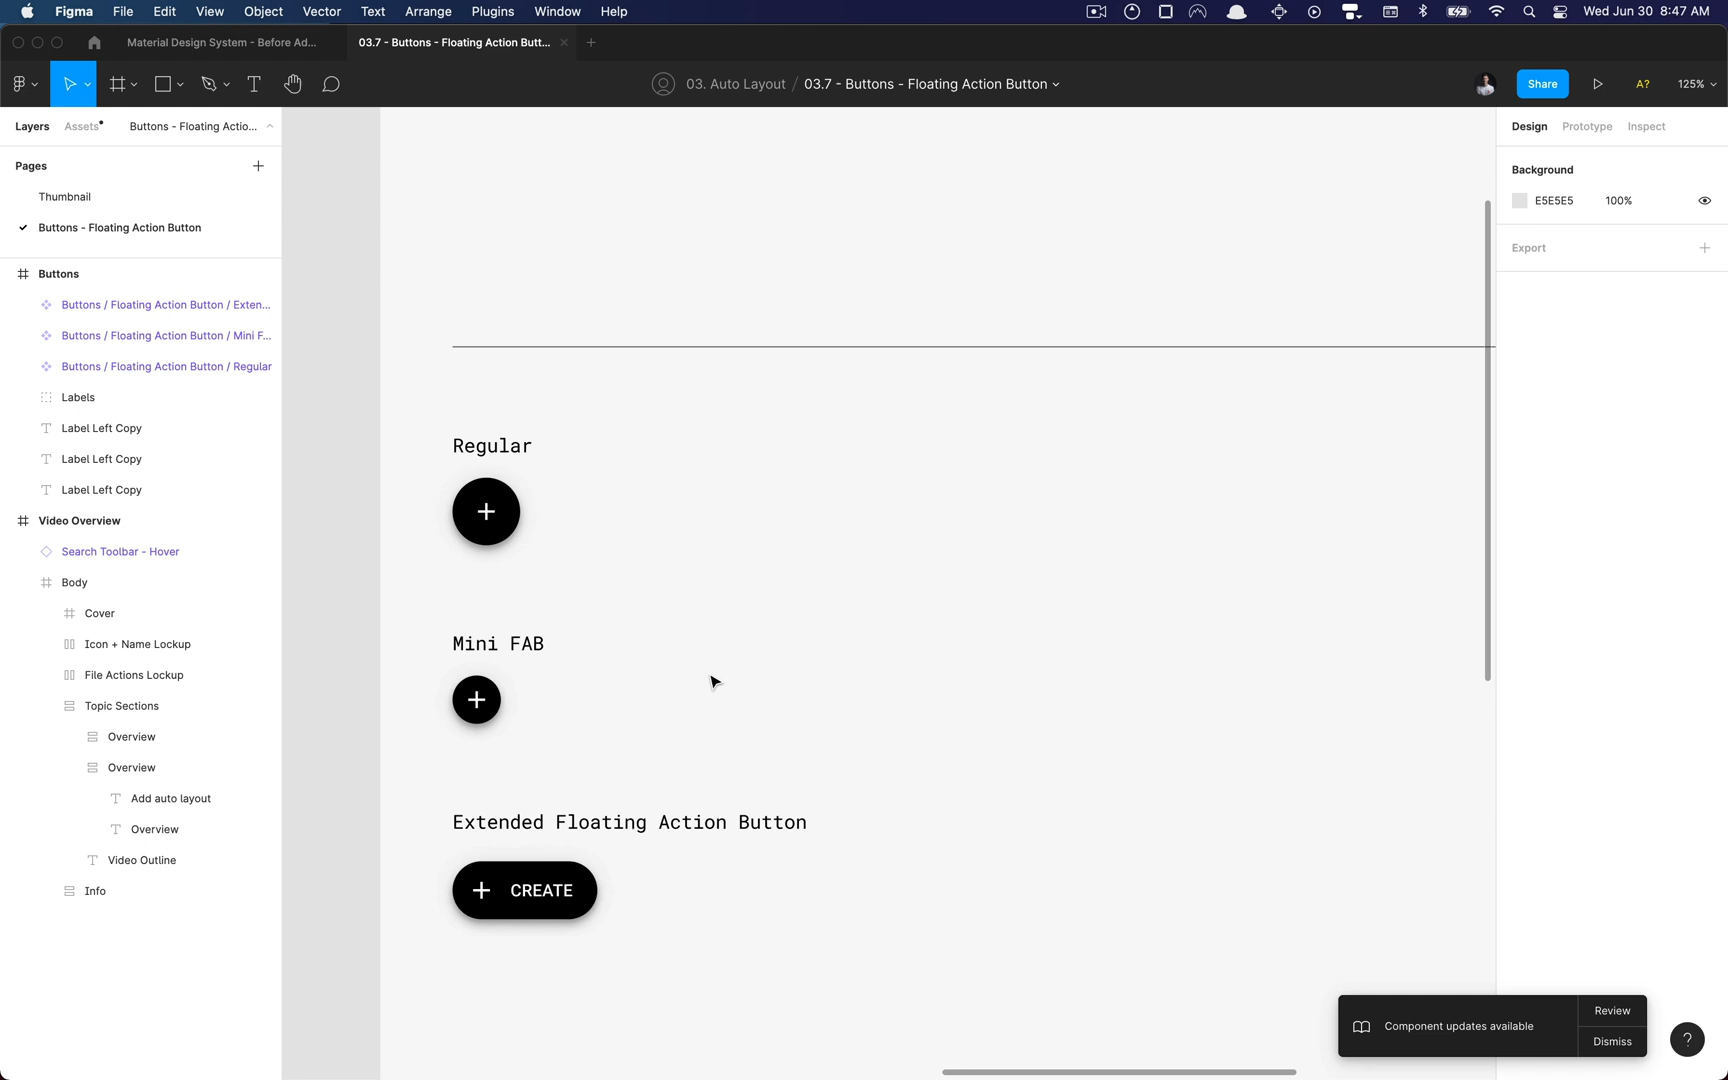 Figma File Edit View Object Vector Text Arrange Plugins Window Help Wed Jun 30 8:47 AM
Material Design System - Before Ad... 03.7 - Buttons - Floating Action Butt...
03. Auto Layout / 03.7 - Buttons - Floating Action Button Share A? 125%
Layers Assets Buttons - Floating Actio... Design Prototype Inspect
Pages
Thumbnail
Buttons - Floating Action Button
Buttons
Buttons / Floating Action Button / Exten...
Buttons / Floating Action Button / Mini F...
Buttons / Floating Action Button / Regular
Labels
Label Left Copy
Label Left Copy
Label Left Copy
Video Overview
Search Toolbar - Hover
Body
Cover
Icon + Name Lockup
File Actions Lockup
Topic Sections
Overview
Overview
Add auto layout
Overview
Video Outline
Info
Regular
Mini FAB
Extended Floating Action Button
CREATE
Background
E5E5E5 100%
Export
Component updates available
Review
Dismiss
?